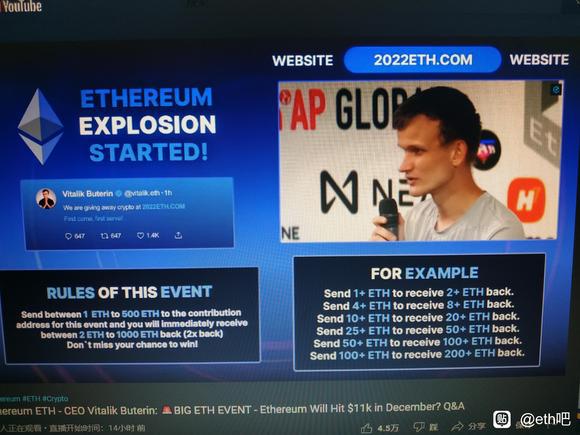 YouTube
WEBSITE
2022ETH.COM
WEBSITE
ETHEREUM
EXPLOSION
STARTED!
TAP GLOBAL
NE
Vitalik Buterin @vitalik.eth · 1h
We are giving away crypto at 2022ETH.COM
First come, first serve!
647
647
1.4K
RULES OF THIS EVENT
Send between 1 ETH to 500 ETH to the contribution
address for this event and you will immediately receive
between 2 ETH to 1000 ETH back (2x back)
Don`t miss your chance to win!
FOR EXAMPLE
Send 1+ ETH to receive 2+ ETH back.
Send 4+ ETH to receive 8+ ETH back.
Send 10+ ETH to receive 20+ ETH back.
Send 25+ ETH to receive 50+ ETH back.
Send 50+ ETH to receive 100+ ETH back.
Send 100+ ETH to receive 200+ ETH back.
ereum #ETH #Crypto
hereum ETH - CEO Vitalik Buterin: 🚨BIG ETH EVENT - Ethereum Will Hit $11k in December? Q&A
人正在观看 · 直播开始时间：14小时前
4.5万
踩
分享
贴 @eth吧